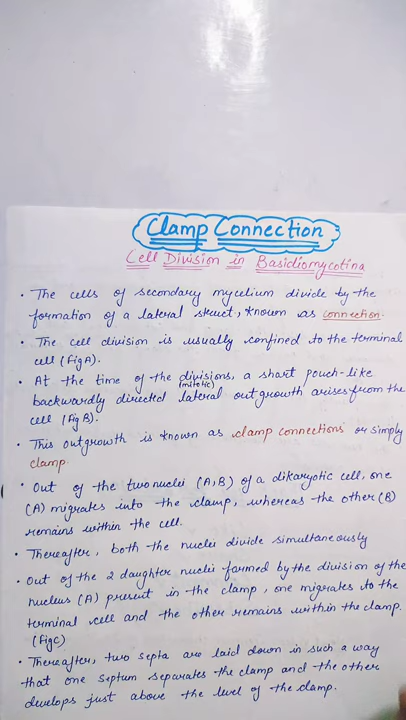 Clamp Connection
Cell Division in Basidiomycotina
• The cells of secondary mycelium divide by the
formation of a lateral struct., known as connection.
• The cell division is usually confined to the terminal
cell (fig A).
• At the time of the divisions, a short pouch-like
(mitotic)
backwardly directed lateral outgrowth arises from the
cell (fig B).
• This outgrowth is known as clamp connections or simply
clamp
• Out of the two nuclei (A,B) of a dikaryotic cell, one
(A) migrates into the clamp, whereas the other (B)
remains within the cell.
• Thereafter, both the nuclei divide simultaneously
• Out of the 2 daughter nuclei formed by the division of the
nucleus (A) present in the clamp, one migrates to the
terminal cell and the other remains within the clamp.
(fig C)
• Thereafter, two septa are laid down in such a way
that one septum separates the clamp and the other
develops just above the level of the clamp.